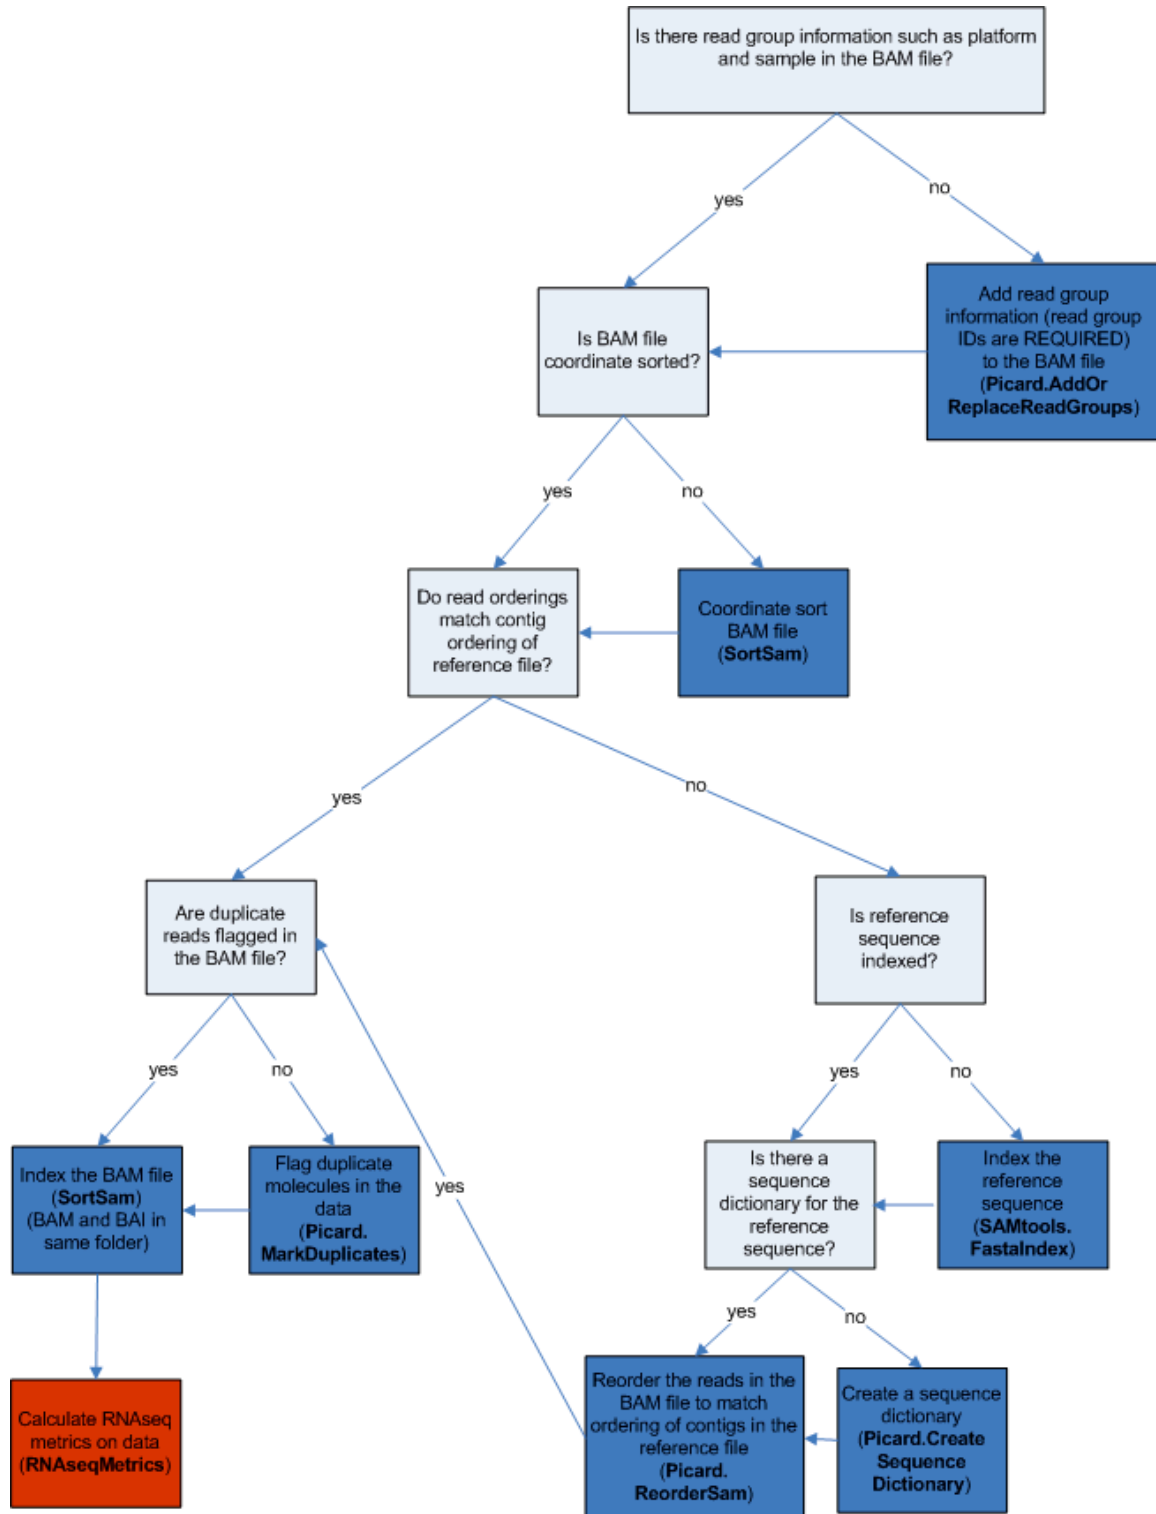 Is there read group information such as platform
and sample in the BAM file?
yes
no
Is BAM file
coordinate sorted?
Add read group
information (read group
IDs are REQUIRED)
to the BAM file
(Picard.AddOr
ReplaceReadGroups)
yes
no
Do read orderings
match contig
ordering of
reference file?
Coordinate sort
BAM file
(SortSam)
yes
no
Are duplicate
reads flagged in
the BAM file?
Is reference
sequence
indexed?
yes
no
yes
no
Index the BAM file
(SortSam)
(BAM and BAI in
same folder)
Flag duplicate
molecules in the
data
(Picard.
MarkDuplicates)
yes
Is there a
sequence
dictionary for the
reference
sequence?
Index the
reference
sequence
(SAMtools.
FastaIndex)
yes
no
Calculate RNAseq
metrics on data
(RNAseqMetrics)
Reorder the reads in the
BAM file to match
ordering of contigs in the
reference file
(Picard.
ReorderSam)
Create a sequence
dictionary
(Picard.Create
Sequence
Dictionary)